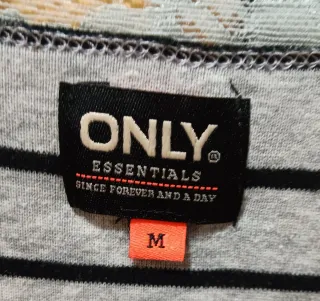 ONLY®
ESSENTIALS
SINCE FOREVER AND A DAY
M